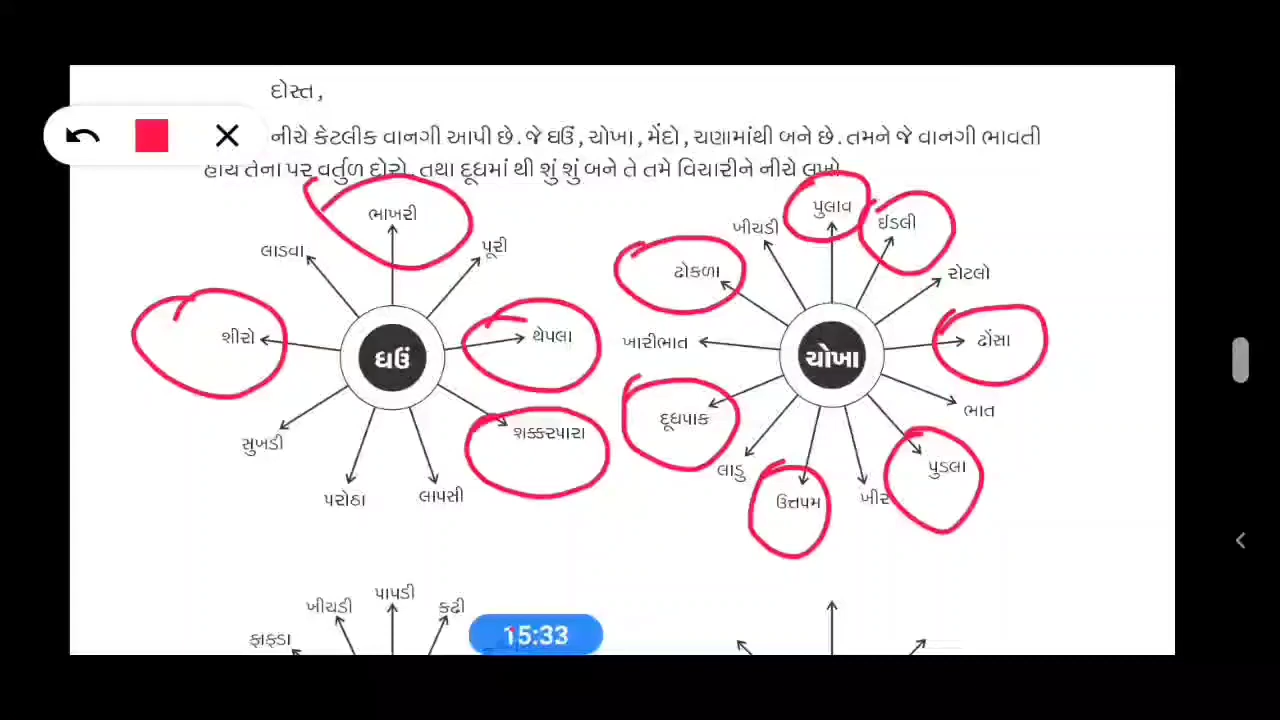 દોસ્ત,
નીચે કેટલીક વાનગી આપી છે. જે ઘઉં, ચોખા, મેંદો, ચણામાંથી બને છે. તમને જે વાનગી ભાવતી
હોય તેના પર વર્તુળ દોરો. તથા દૂધમાં થી શું શું બને તે તમે વિચારીને નીચે લખો.
ભાખરી
લાડવા
પૂરી
શીરો
થેપલા
ઘઉં
સુખડી
શક્કરપારા
પરોઠા
લાપસી
પુલાવ
ખીચડી
ઈડલી
ઢોકળા
રોટલો
ખારીભાત
ઢોંસા
ચોખા
દૂધપાક
ભાત
લાડુ
પુડલા
ઉત્તપમ
ખીર
પાપડી
ખીચડી
કઢી
ફાફડા
15:33